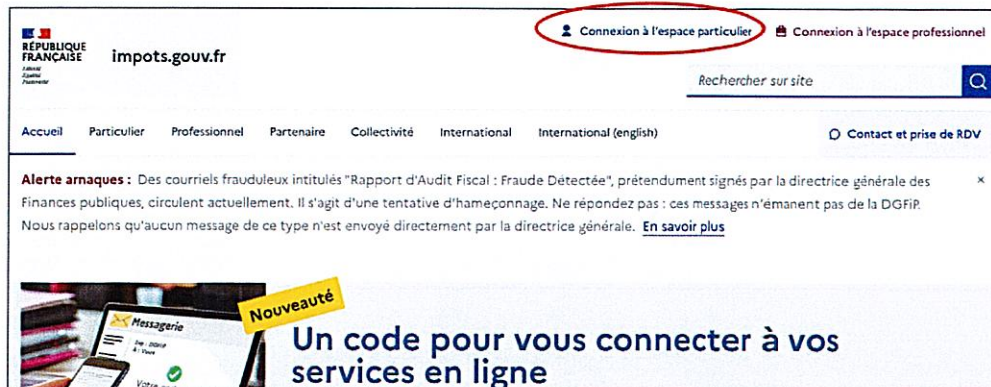 Connexion à l'espace particulier
Connexion à l'espace professionnel
RÉPUBLIQUE
FRANÇAISE
Liberté
Égalité
Fraternité
impots.gouv.fr
Rechercher sur site
Accueil Particulier Professionnel Partenaire Collectivité International International (english) Contact et prise de RDV
Alerte arnaques : Des courriels frauduleux intitulés "Rapport d'Audit Fiscal : Fraude Détectée", prétendument signés par la directrice générale des
Finances publiques, circulent actuellement. Il s'agit d'une tentative d'hameçonnage. Ne répondez pas : ces messages n'émanent pas de la DGFiP.
Nous rappelons qu'aucun message de ce type n'est envoyé directement par la directrice générale. En savoir plus
Messagerie
Nouveauté
Un code pour vous connecter à vos
services en ligne